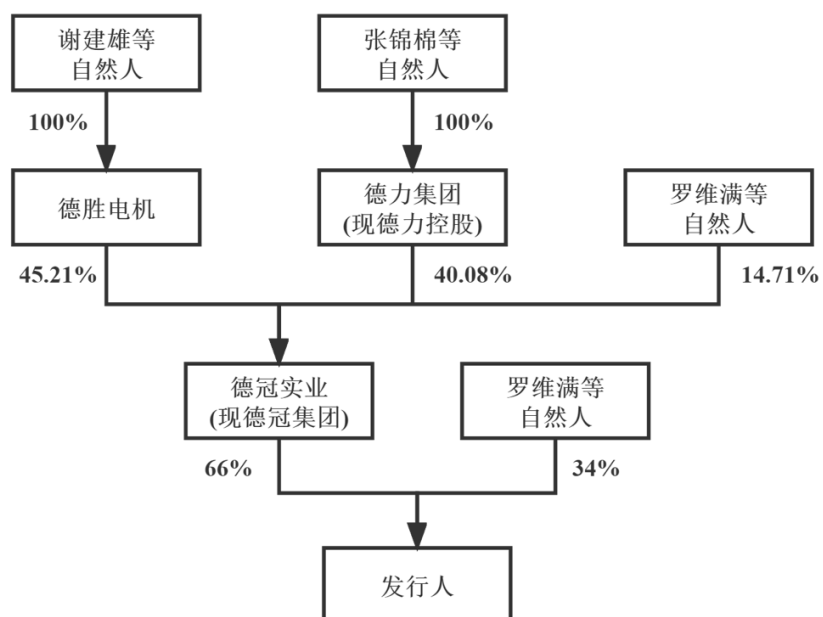 谢建雄等
自然人
张锦棉等
自然人
100%
100%
德胜电机
德力集团
(现德力控股)
罗维满等
自然人
45.21%
40.08%
14.71%
德冠实业
(现德冠集团)
罗维满等
自然人
66%
34%
发行人